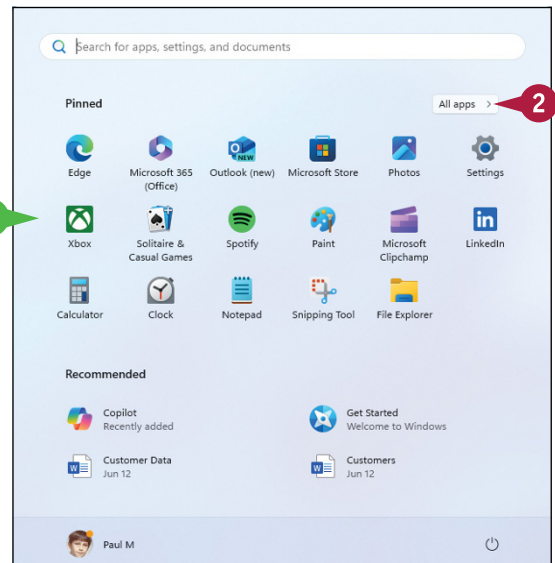 Search for apps, settings, and documents
Pinned
All apps >
2
Edge
Microsoft 365
(Office)
NEW
Outlook (new)
Microsoft Store
Photos
Settings
Xbox
Solitaire &
Casual Games
Spotify
Paint
Microsoft
Clipchamp
in
LinkedIn
Calculator
Clock
Notepad
Snipping Tool
File Explorer
Recommended
Copilot
Recently added
Get Started
Welcome to Windows
W
Customer Data
Jun 12
W
Customers
Jun 12
Paul M